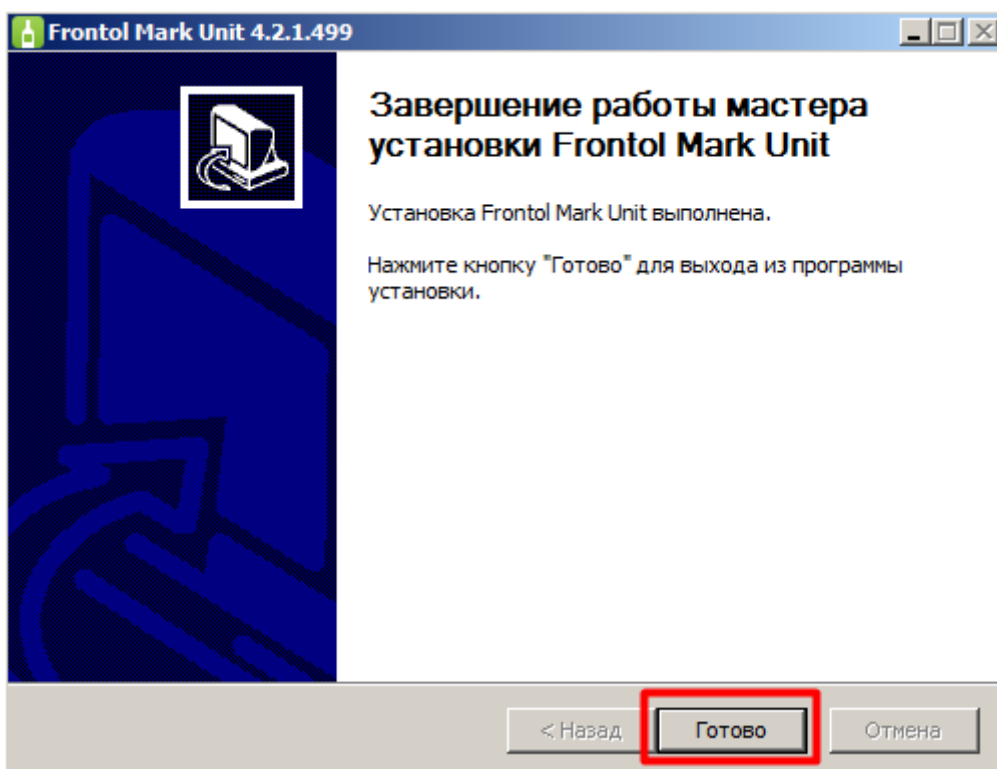 Frontol Mark Unit 4.2.1.499
Завершение работы мастера
установки Frontol Mark Unit
Установка Frontol Mark Unit выполнена.
Нажмите кнопку "Готово" для выхода из программы
установки.
< Назад
Готово
Отмена